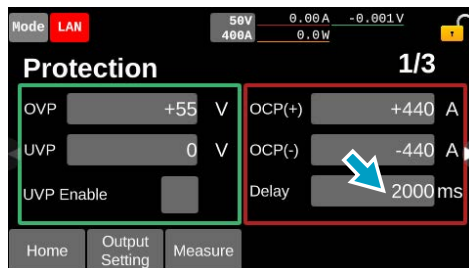 Mode LAN 50V 0.00A -0.001V
400A 0.0W
Protection 1/3
OVP +55 V OCP(+) +440 A
UVP 0 V OCP(-) -440 A
UVP Enable Delay 2000 ms
Home Output Setting Measure